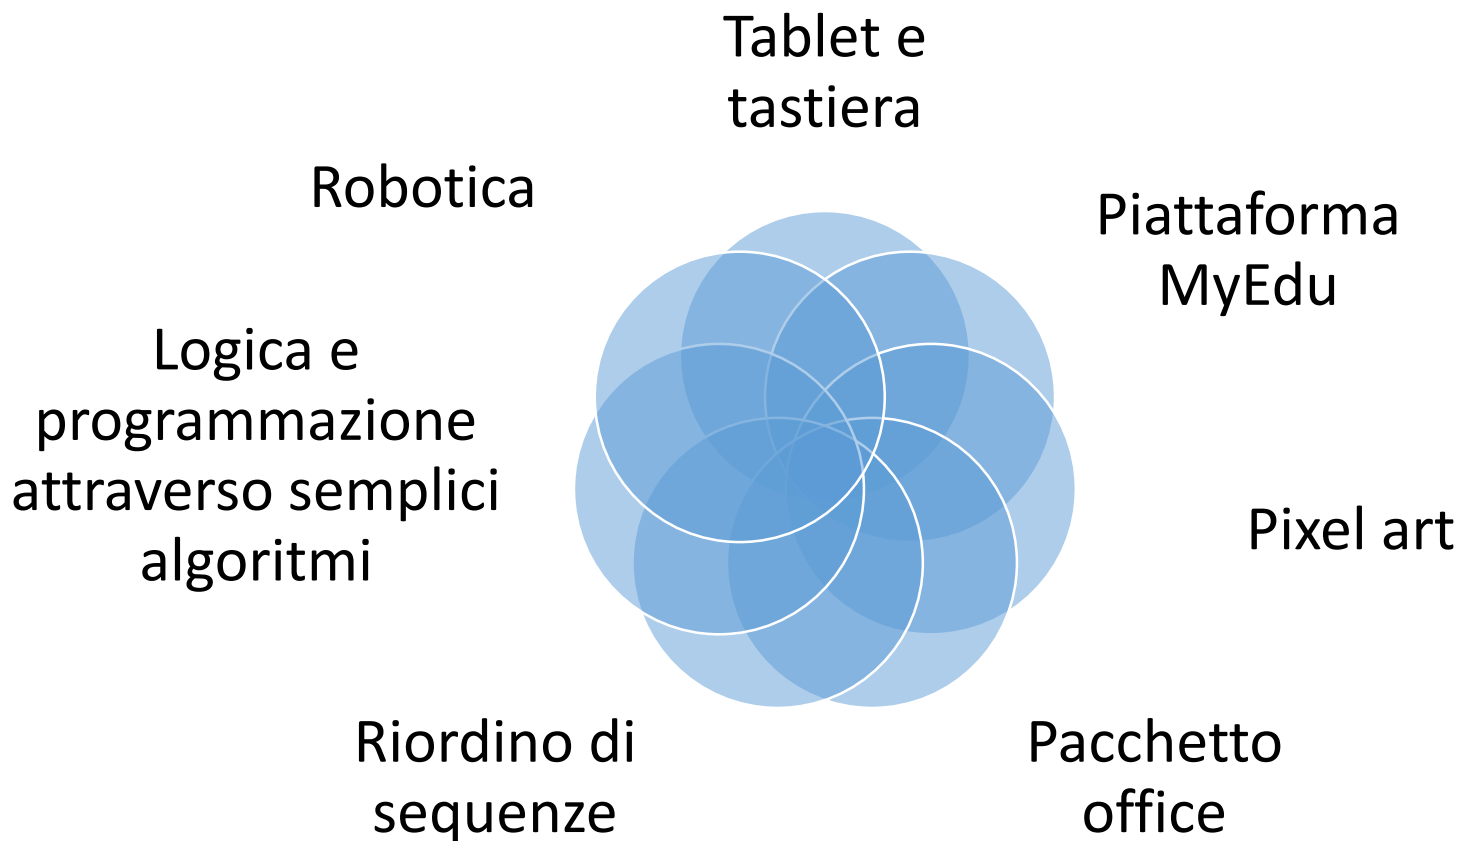 Tablet e
tastiera
Piattaforma
MyEdu
Pixel art
Pacchetto
office
Riordino di
sequenze
Logica e
programmazione
attraverso semplici
algoritmi
Robotica